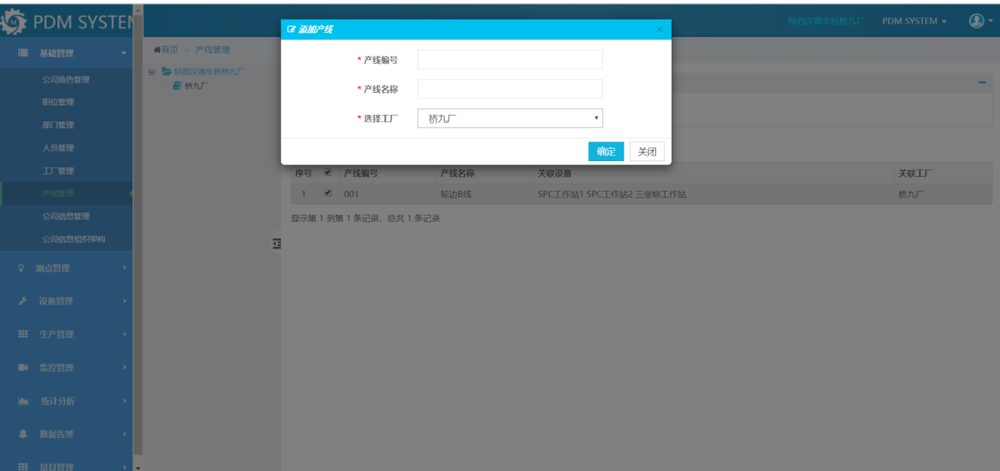 PDM SYSTEM
陕西汉德车桥桥九厂
PDM SYSTEM
添加产线
×
* 产线编号
* 产线名称
* 选择工厂
桥九厂
确定
关闭
首页 > 产线管理
陕西汉德车桥桥九厂
桥九厂
基础管理
公司角色管理
职位管理
部门管理
人员管理
工厂管理
产线管理
公司信息管理
公司信息组织架构
测点管理
设备管理
生产管理
监控管理
统计分析
数据告警
量具管理
序号 产线编号 产线名称 关联设备 关联工厂
1 001 轮边B线 SPC工作站1 SPC工作站2 三坐标工作站 桥九厂
显示第 1 到第 1 条记录，总共 1 条记录